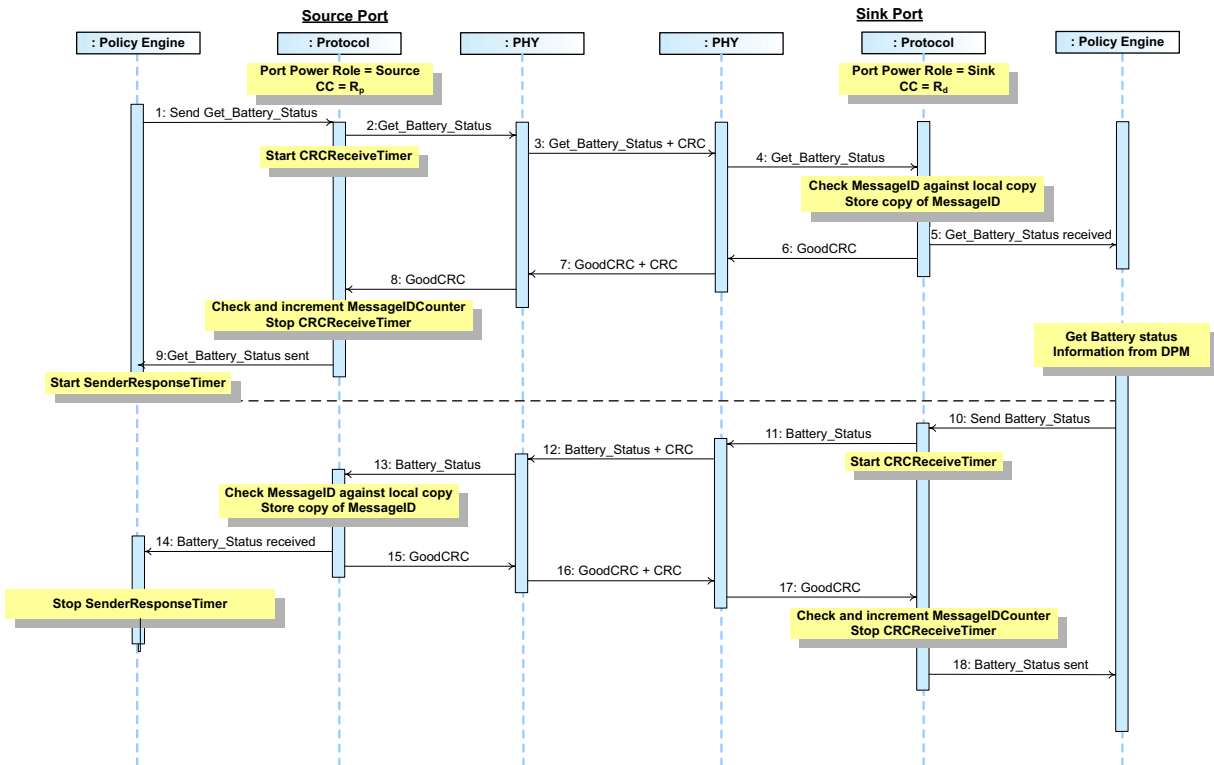 Source Port
Sink Port
: Policy Engine
: Protocol
: PHY
: PHY
: Protocol
: Policy Engine
Port Power Role = Source
CC = Rp
Port Power Role = Sink
CC = Rd
1: Send Get_Battery_Status
2:Get_Battery_Status
Start CRCReceiveTimer
3: Get_Battery_Status + CRC
4: Get_Battery_Status
Check MessageID against local copy
Store copy of MessageID
5: Get_Battery_Status received
6: GoodCRC
7: GoodCRC + CRC
8: GoodCRC
Check and increment MessageIDCounter
Stop CRCReceiveTimer
9:Get_Battery_Status sent
Start SenderResponseTimer
Get Battery status
Information from DPM
10: Send Battery_Status
11: Battery_Status
Start CRCReceiveTimer
12: Battery_Status + CRC
13: Battery_Status
Check MessageID against local copy
Store copy of MessageID
14: Battery_Status received
15: GoodCRC
16: GoodCRC + CRC
17: GoodCRC
Stop SenderResponseTimer
Check and increment MessageIDCounter
Stop CRCReceiveTimer
18: Battery_Status sent